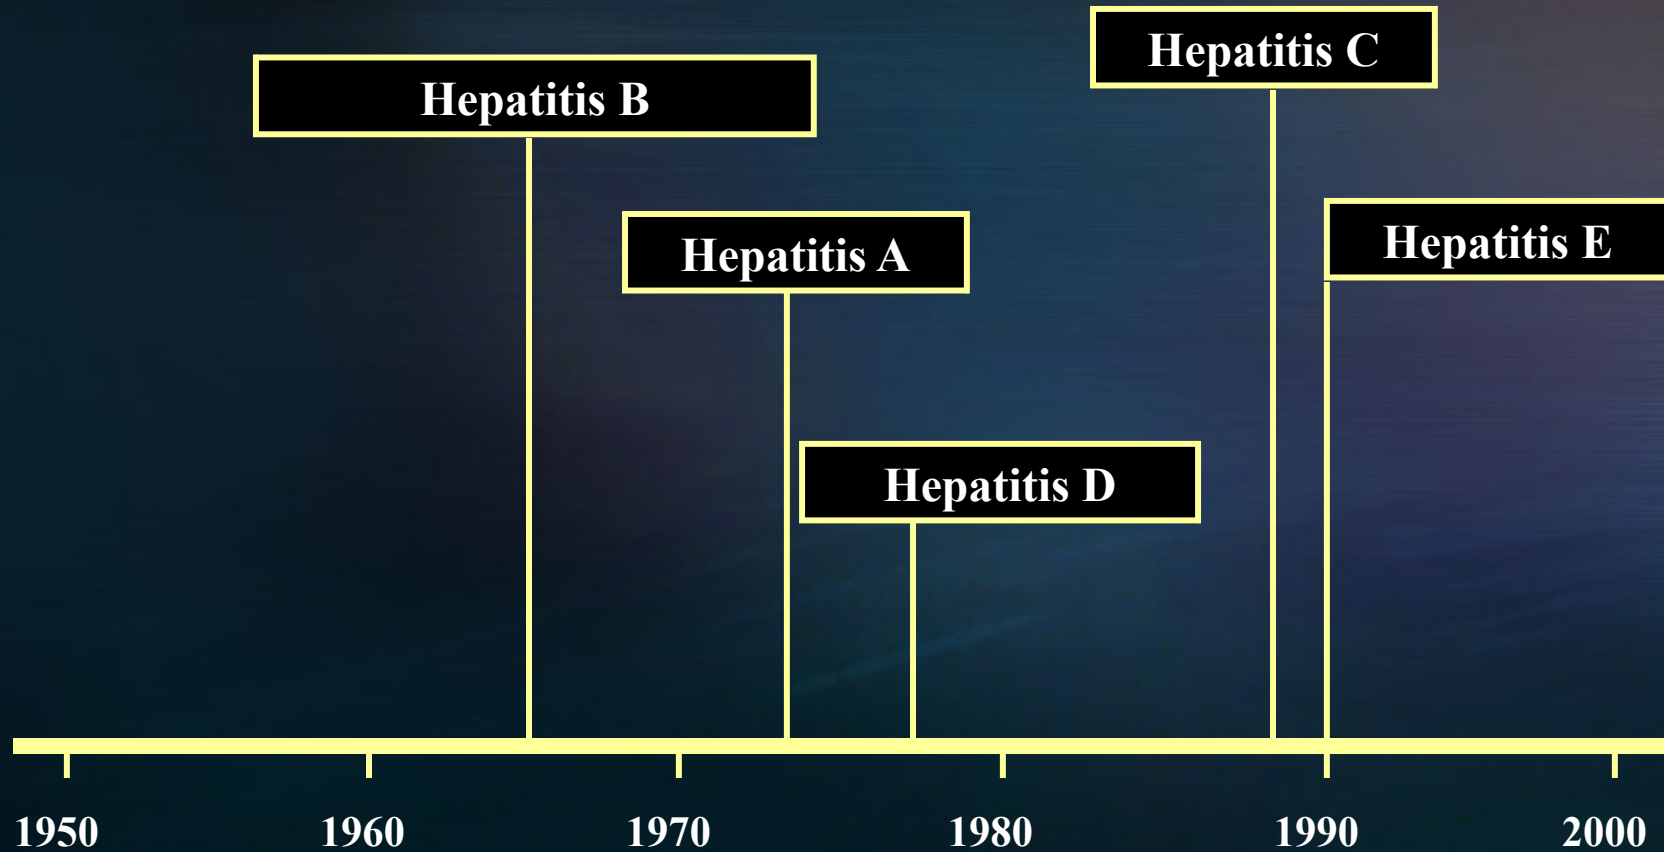 Hepatitis C
Hepatitis B
Hepatitis E
Hepatitis A
Hepatitis D
1950 1960 1970 1980 1990 2000